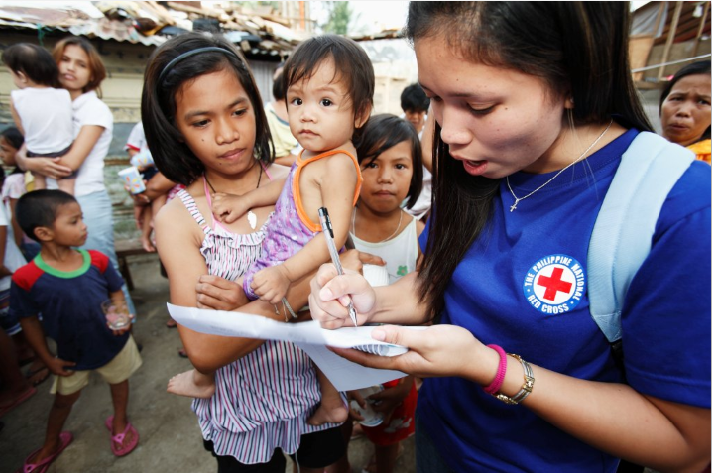 THE PHILIPPINE NATIONAL
RED CROSS